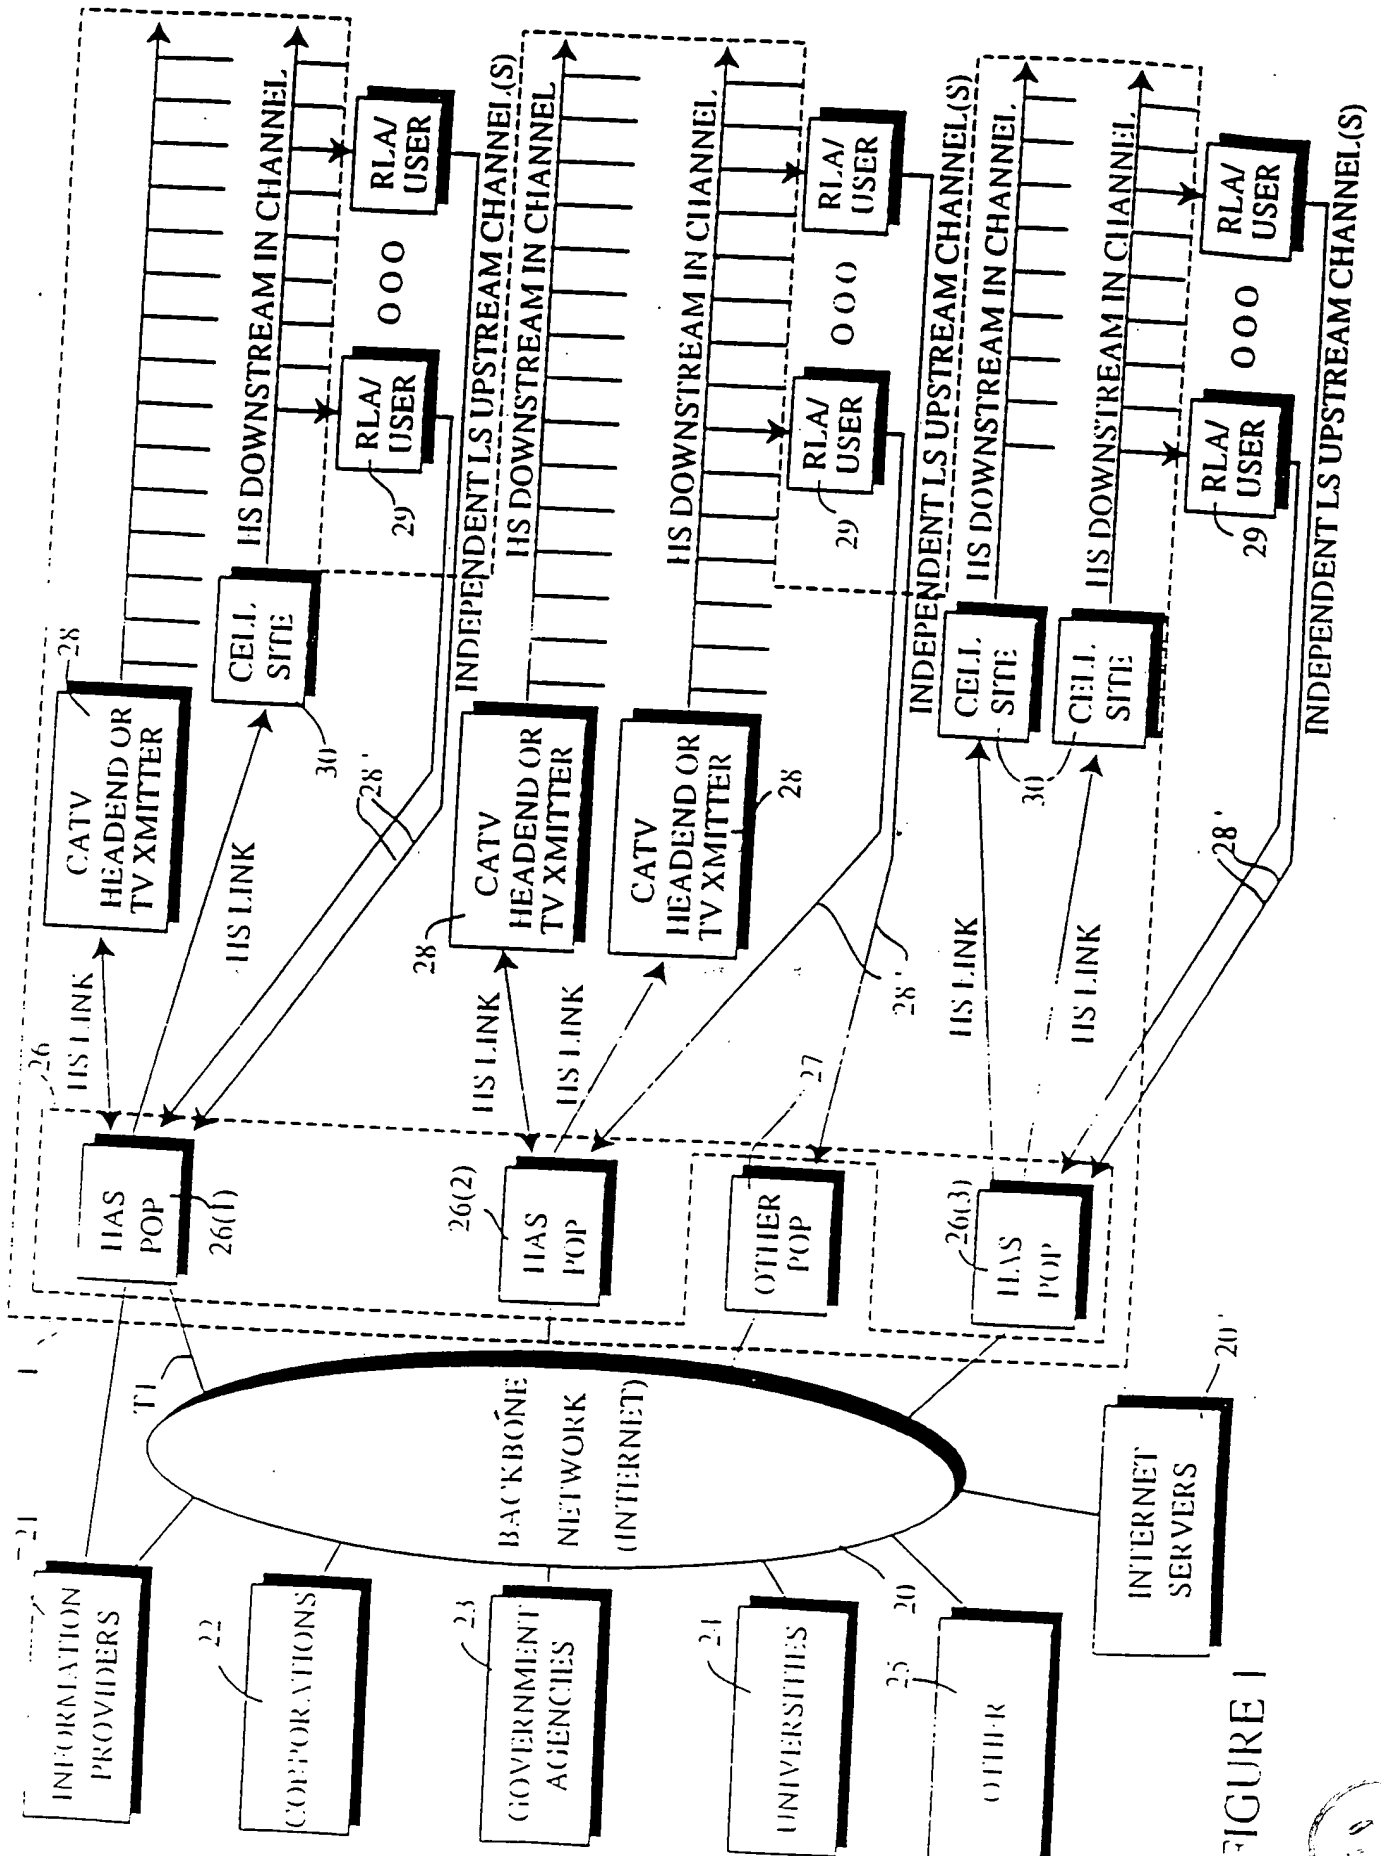 21
INFORMATION
PROVIDERS
22
CORPORATIONS
23
GOVERNMENT
AGENCIES
24
UNIVERSITIES
25
OTHER
INTERNET
SERVERS
20'
BACKBONE
NETWORK
(INTERNET)
20
T1
1
26
HAS
POP
26(1)
26(2)
HAS
POP
OTHER
POP
27
26(3)
HAS
POP
HS LINK
HS LINK
HS LINK
HS LINK
HS LINK
HS LINK
28
CATV
HEADEND OR
TV XMITTER
CELL
SITE
30
28'
28
CATV
HEADEND OR
TV XMITTER
CATV
HEADEND OR
TV XMITTER
28
28'
CELL
SITE
30
CELL
SITE
28'
HS DOWNSTREAM IN CHANNEL
RLA/
USER
29
OOO
RLA/
USER
INDEPENDENT LS UPSTREAM CHANNEL(S)
HS DOWNSTREAM IN CHANNEL
HS DOWNSTREAM IN CHANNEL
RLA/
USER
29
OOO
RLA/
USER
INDEPENDENT LS UPSTREAM CHANNEL(S)
HS DOWNSTREAM IN CHANNEL
HS DOWNSTREAM IN CHANNEL
RLA/
USER
29
OOO
RLA/
USER
INDEPENDENT LS UPSTREAM CHANNEL(S)
FIGURE 1